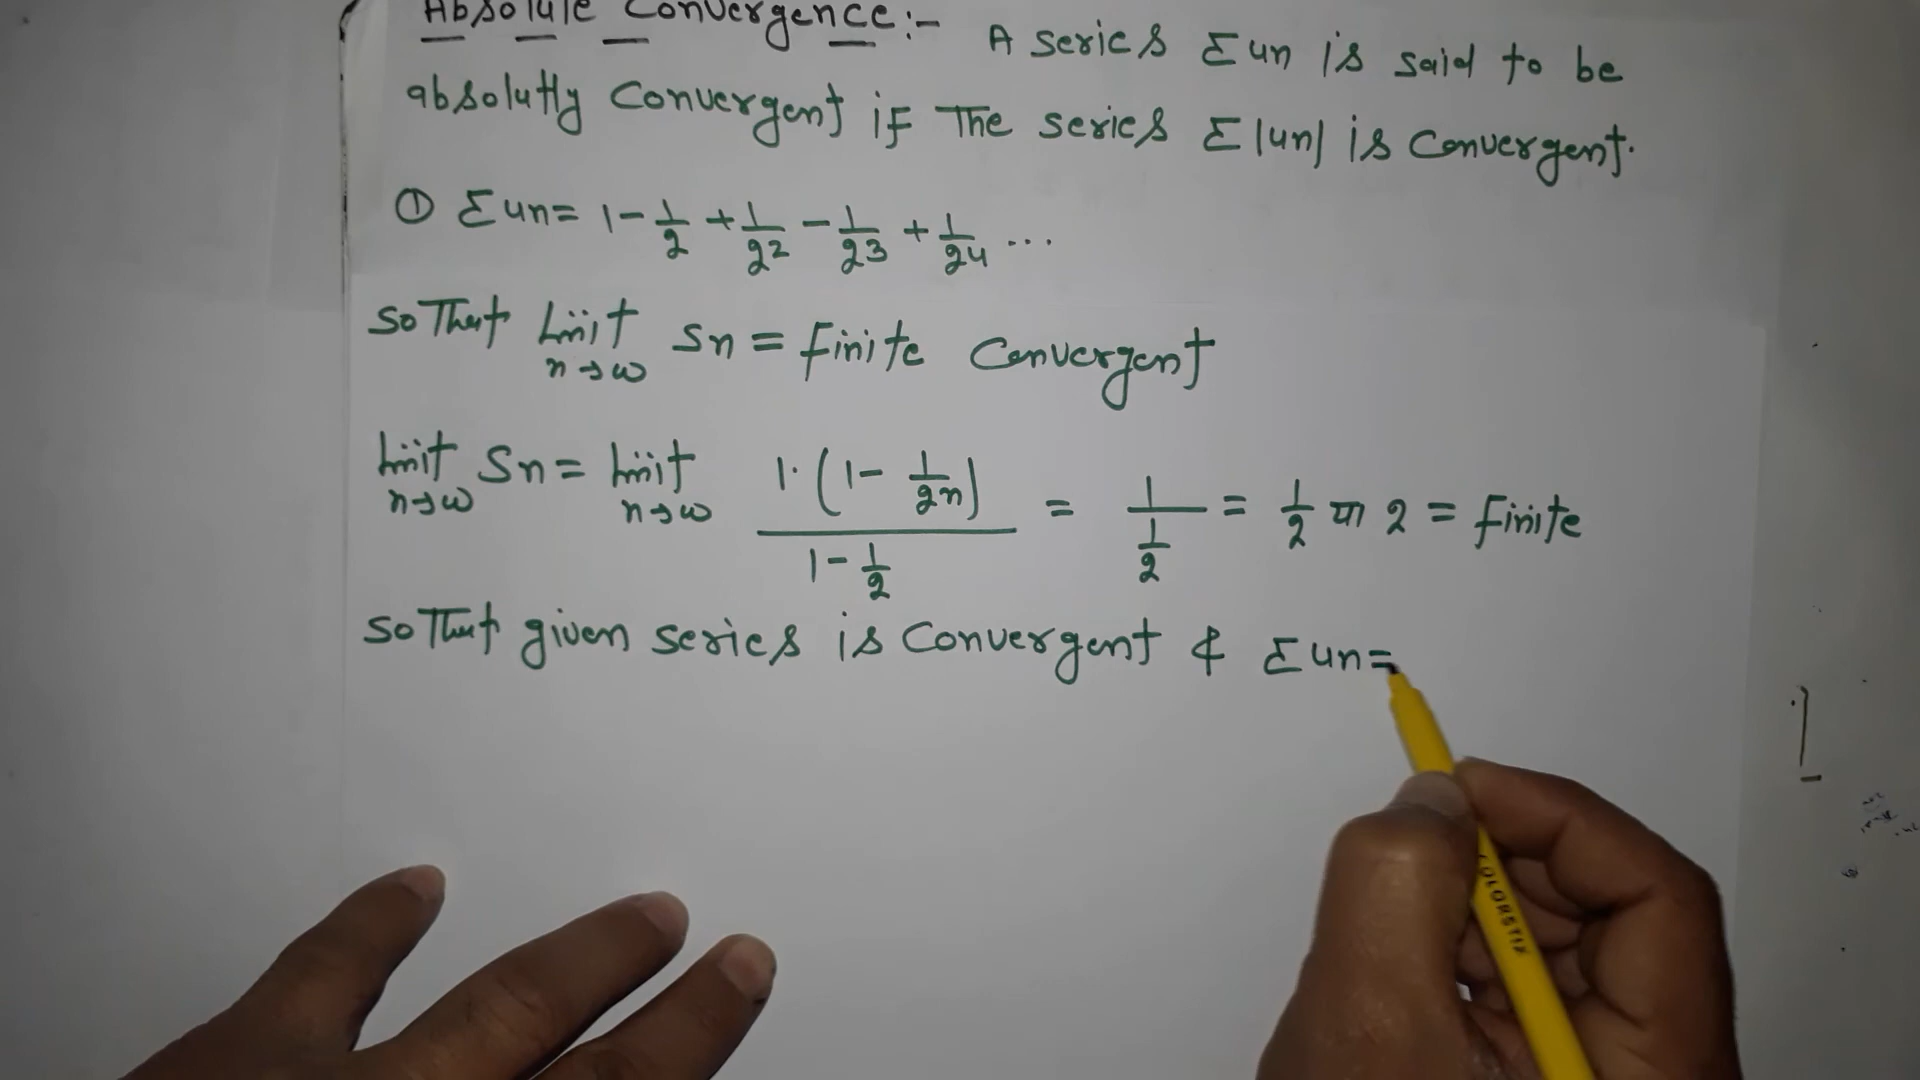 Absolute Convergence:- A series Σun is said to be
absolutly convergent if The series Σ|un| is convergent.
① Σun = 1 - 1/2 + 1/2² - 1/2³ + 1/2⁴ ...
so That Limit n→∞ Sn = finite Convergent
Limit n→∞ Sn = Limit n→∞ 1·(1 - 1/2ⁿ) / (1 - 1/2) = 1/(1/2) = 1/2 या 2 = finite
so That given series is Convergent & Σun=
COLORSTIX